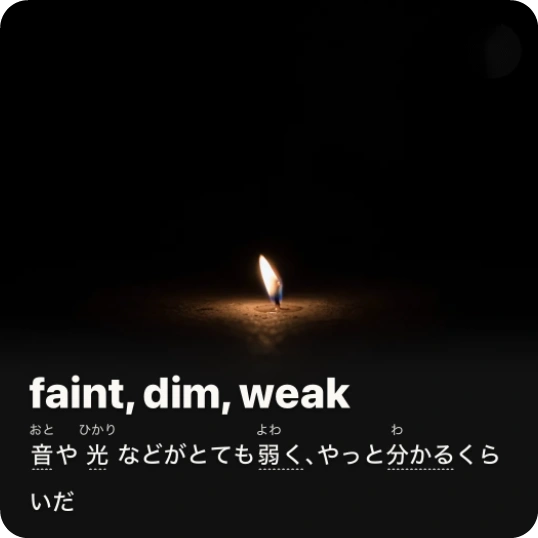 faint, dim, weak
おと ひかり よわ わ
音や光などがとても弱く、やっと分かるくら
いだ